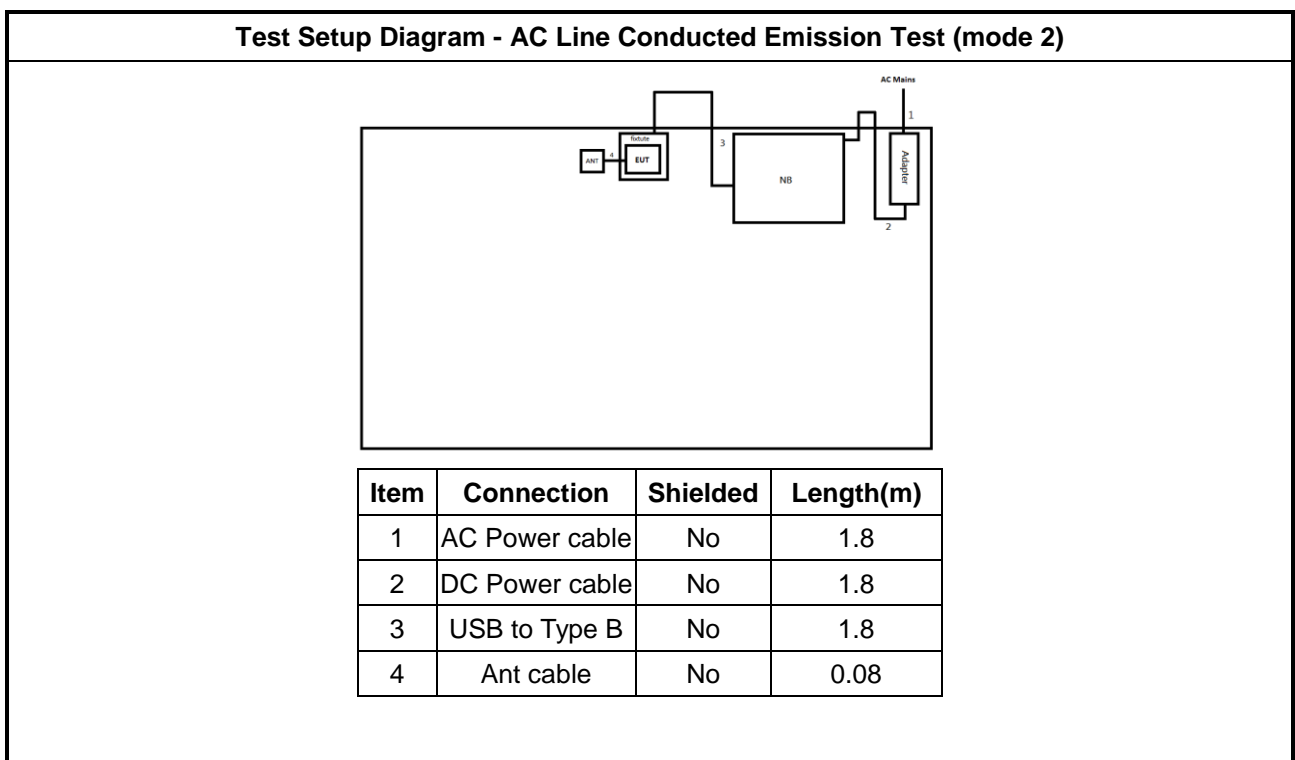 Test Setup Diagram - AC Line Conducted Emission Test (mode 2)
AC Mains
1
fixtute
3
ANT
4
EUT
NB
Adapter
2
Item Connection Shielded Length(m)
1 AC Power cable No 1.8
2 DC Power cable No 1.8
3 USB to Type B No 1.8
4 Ant cable No 0.08